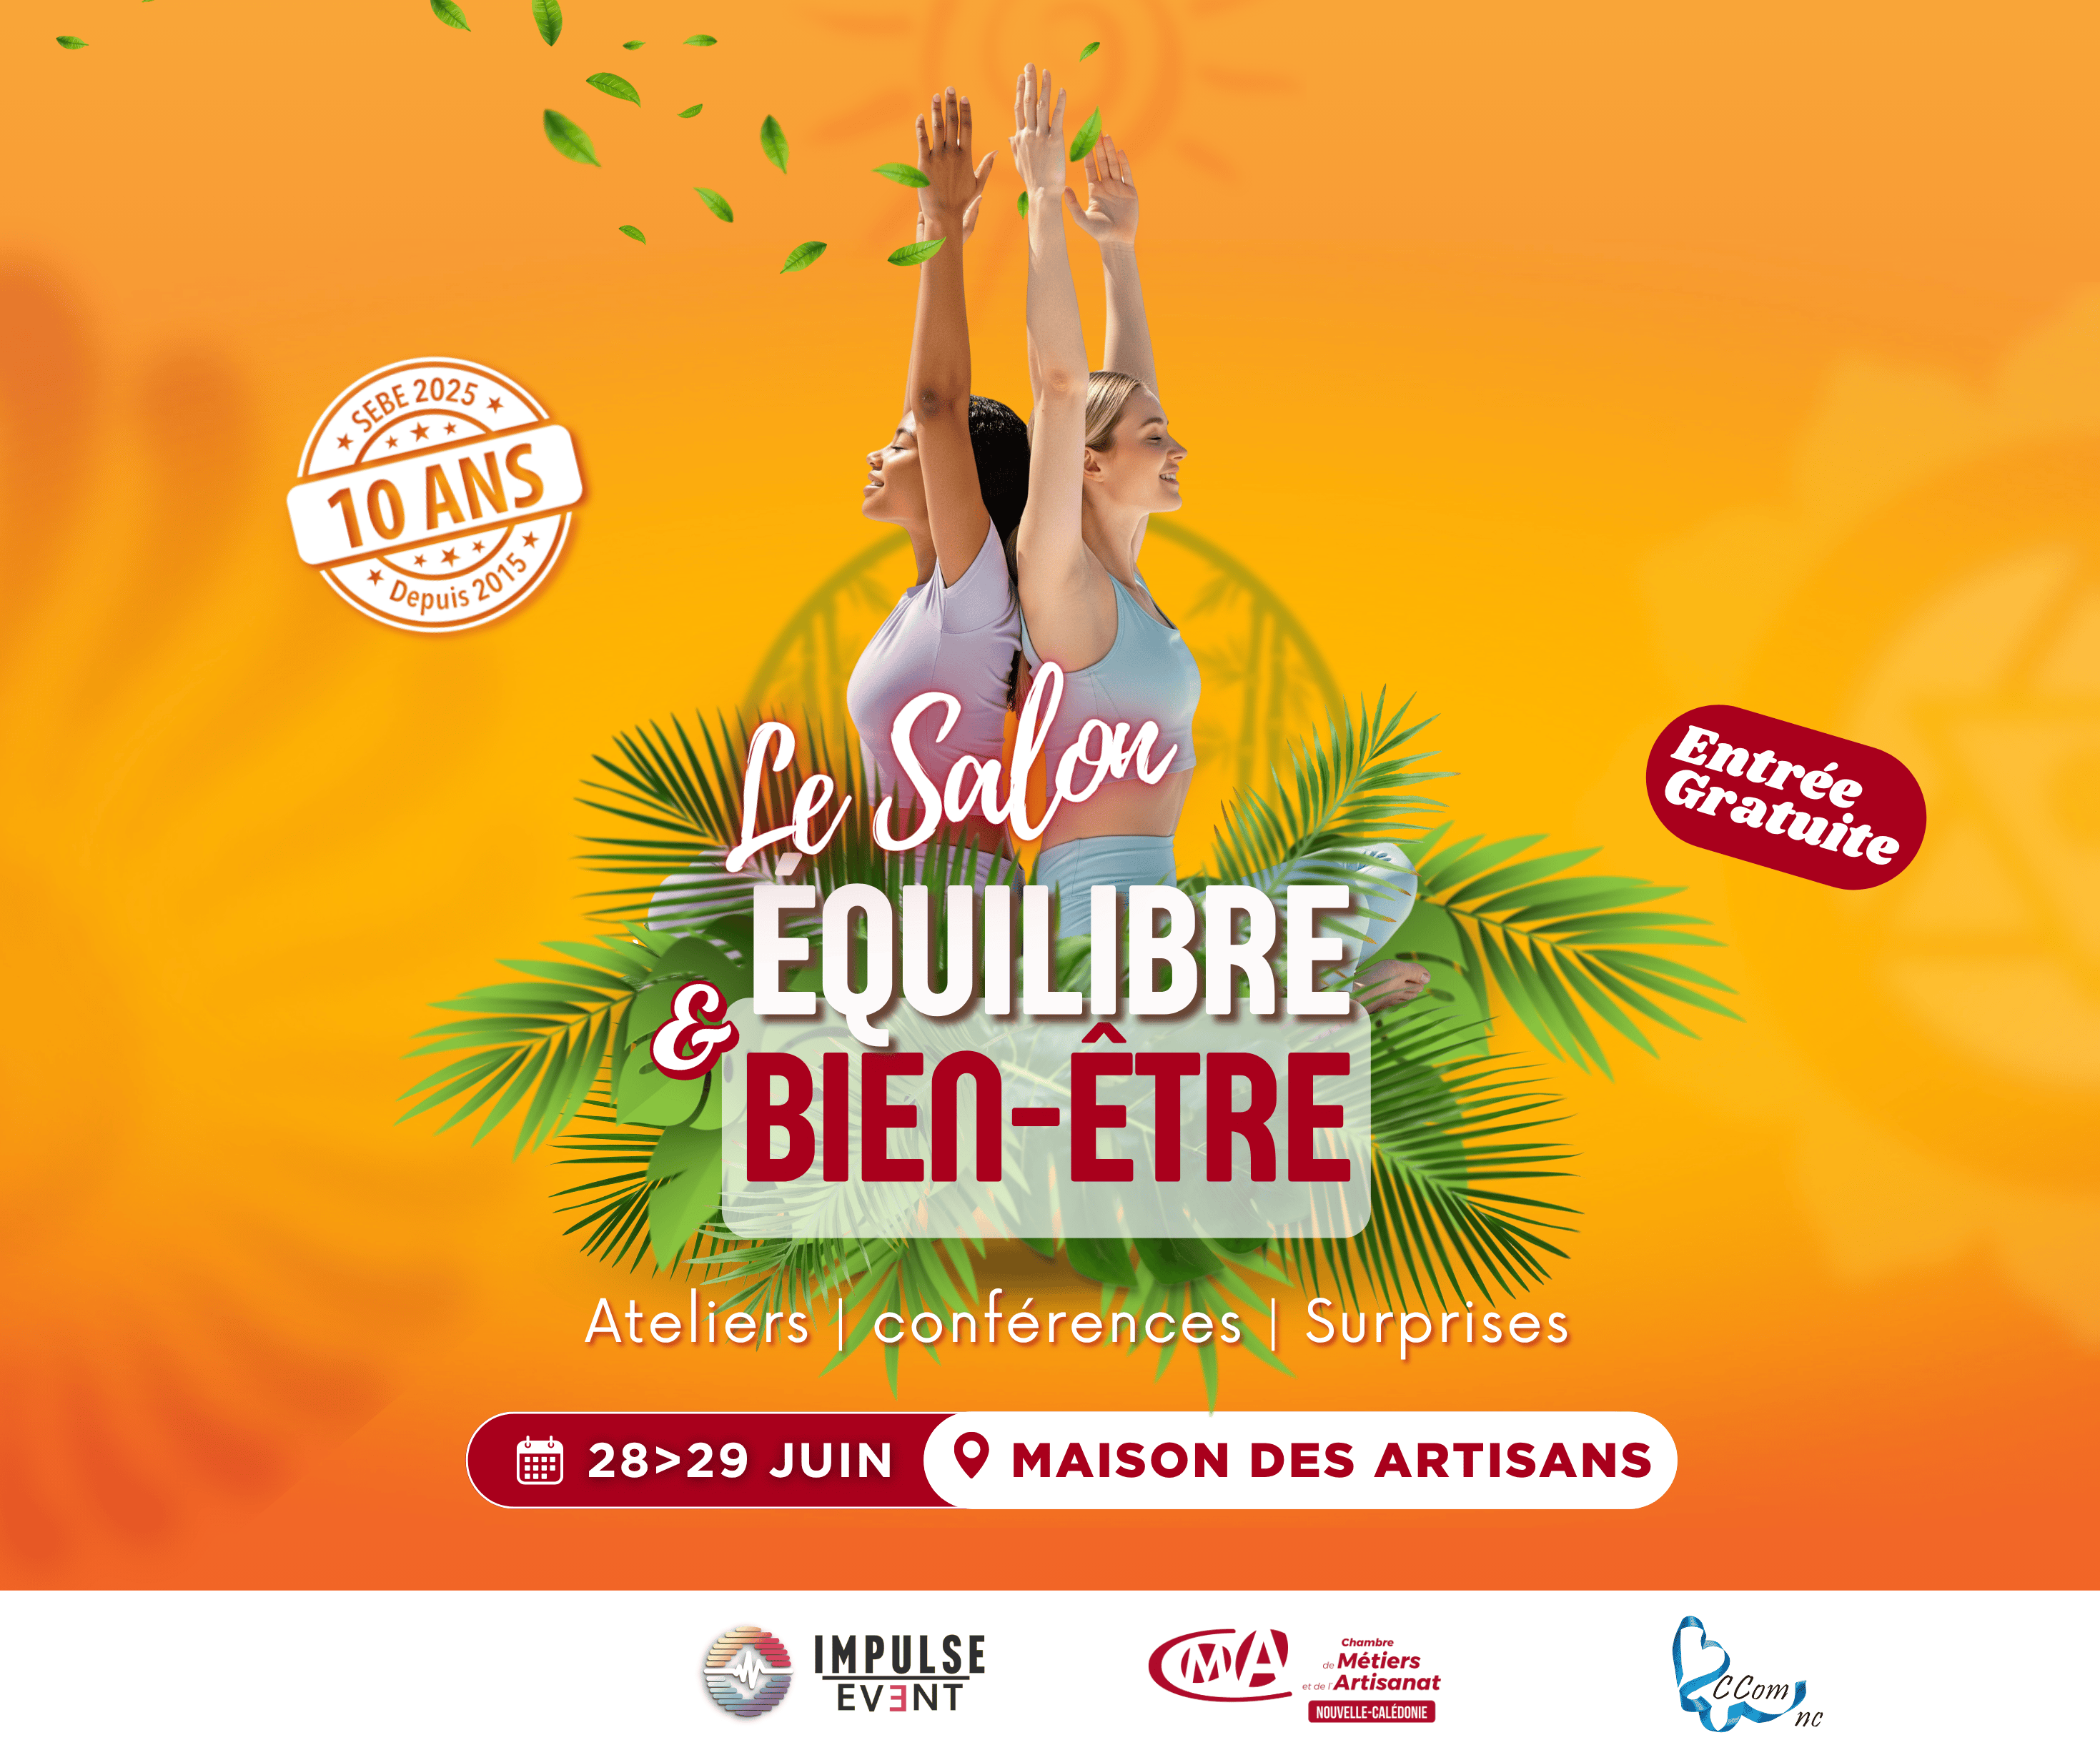 SEBE 2025
10 ANS
Depuis 2015
Le Salon
ÉQUILIBRE
& BIEN-ÊTRE
Entrée
Gratuite
Ateliers | conférences | Surprises
28>29 JUIN
MAISON DES ARTISANS
IMPULSE
EVENT
CMA
Chambre
de Métiers
et de l'Artisanat
NOUVELLE-CALÉDONIE
CCom
nc